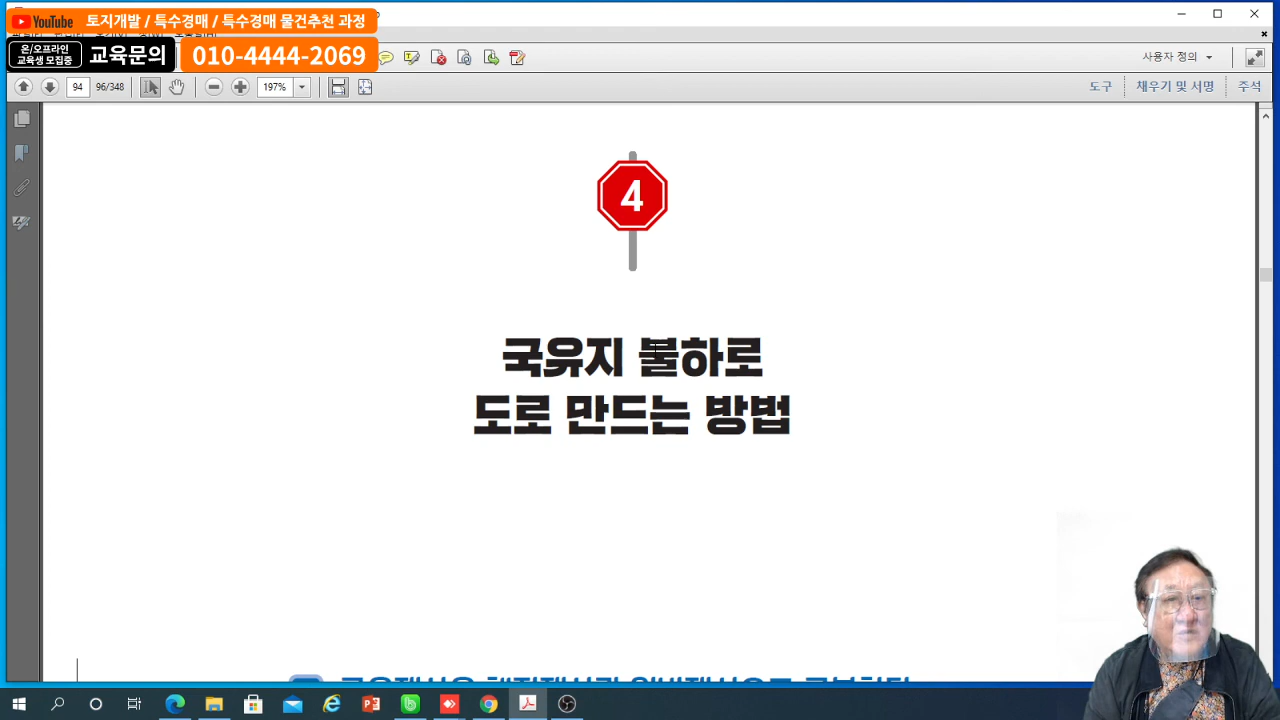 YouTube 토지개발 / 특수경매 / 특수경매 물건추천 과정
온/오프라인
교육생 모집중
교육문의 010-4444-2069
사용자 정의
94 96/348 197% 도구 채우기 및 서명 주석
4
국유지 불하로
도로 만드는 방법